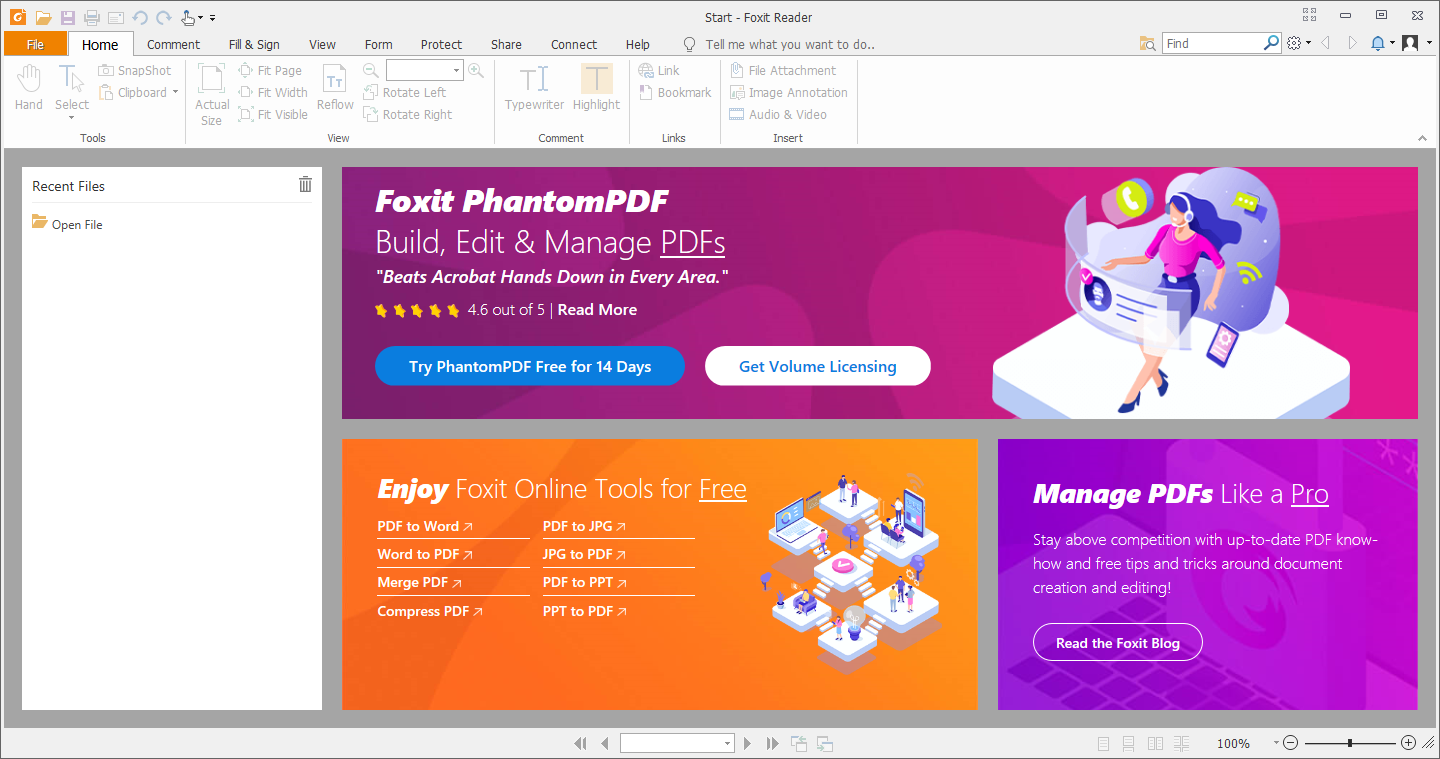 Start - Foxit Reader
File Home Comment Fill & Sign View Form Protect Share Connect Help Tell me what you want to do.. Find
Hand
Select
SnapShot
Clipboard
Tools
Actual
Size
Fit Page
Fit Width
Fit Visible
Reflow
Rotate Left
Rotate Right
View
Typewriter
Highlight
Comment
Link
Bookmark
Links
File Attachment
Image Annotation
Audio & Video
Insert
Recent Files
Open File
Foxit PhantomPDF
Build, Edit & Manage PDFs
"Beats Acrobat Hands Down in Every Area."
4.6 out of 5 | Read More
Try PhantomPDF Free for 14 Days
Get Volume Licensing
Enjoy Foxit Online Tools for Free
PDF to Word
PDF to JPG
Word to PDF
JPG to PDF
Merge PDF
PDF to PPT
Compress PDF
PPT to PDF
Manage PDFs Like a Pro
Stay above competition with up-to-date PDF know-
how and free tips and tricks around document
creation and editing!
Read the Foxit Blog
100%